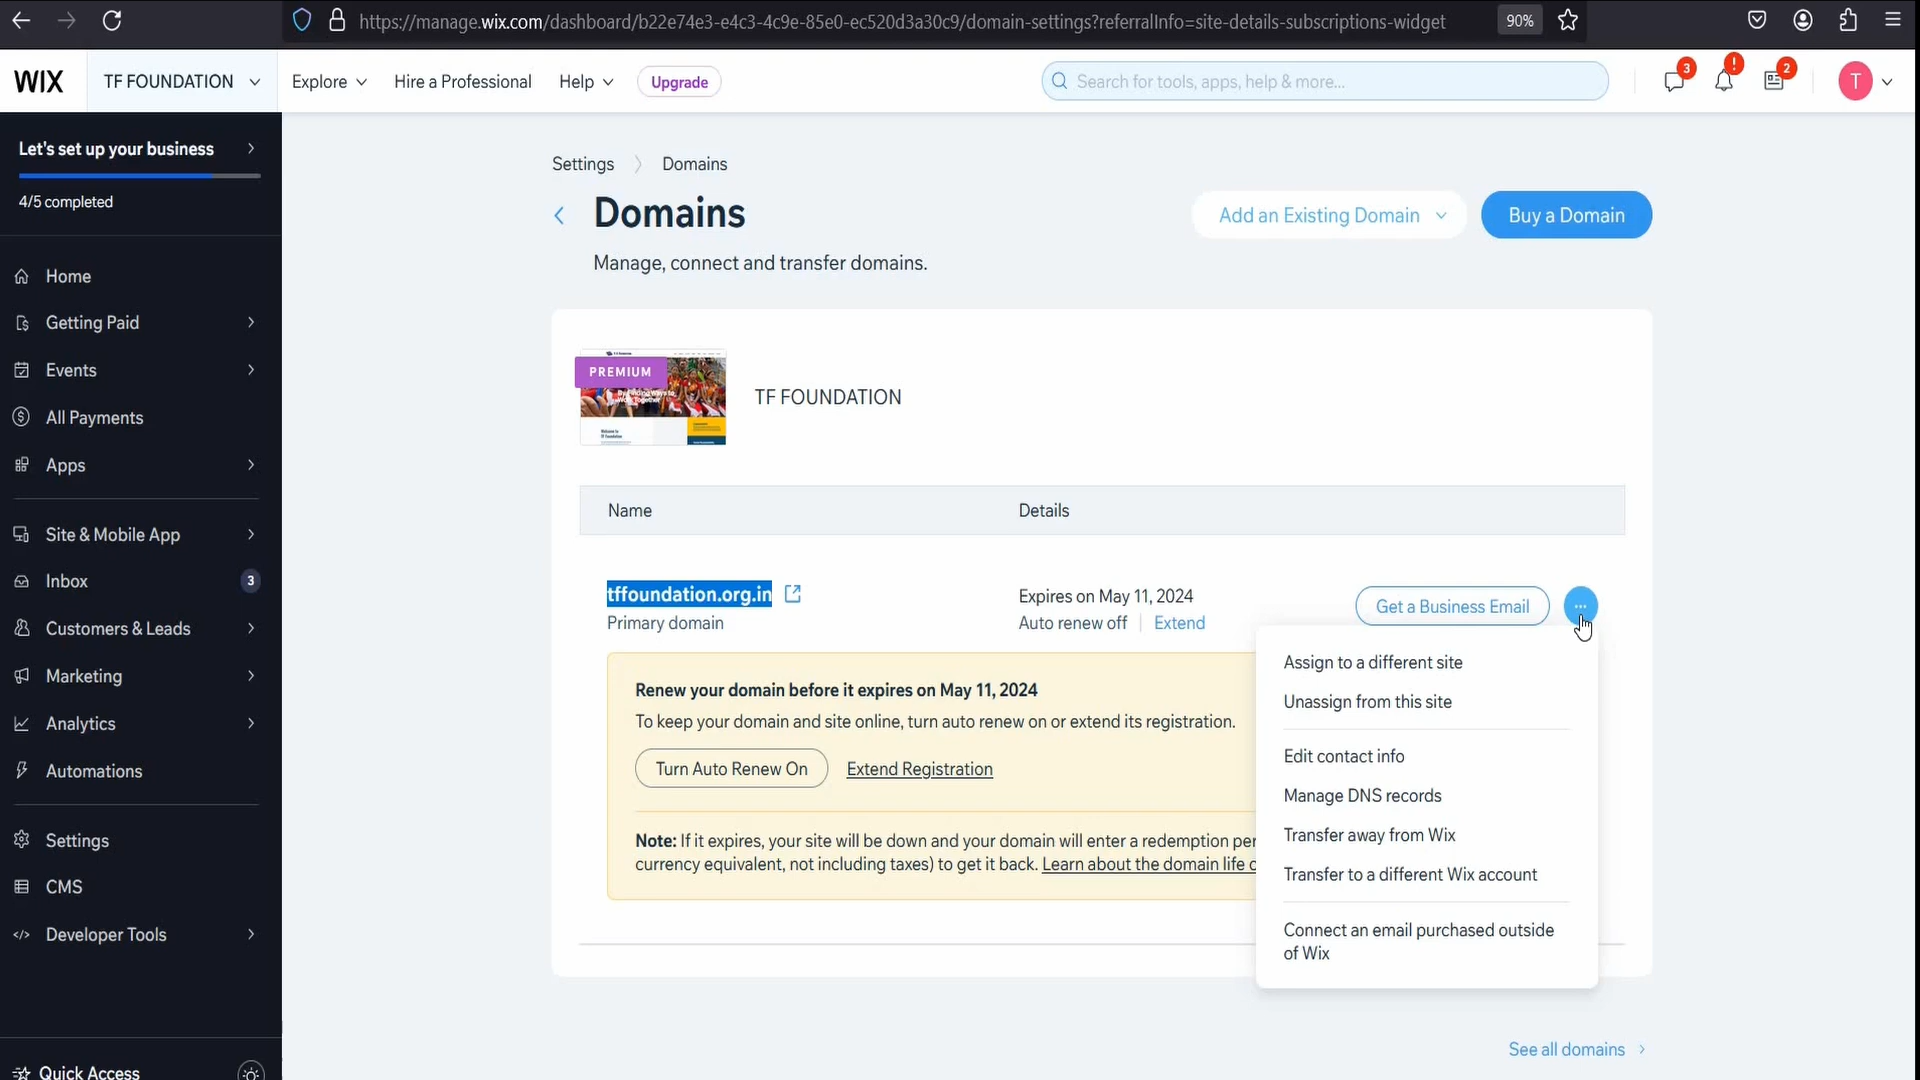 https://manage.wix.com/dashboard/b22e74e3-e4c3-4c9e-85e0-ec520d3a30c9/domain-settings?referralInfo=site-details-subscriptions-widget
90%
WIX
TF FOUNDATION
Explore
Hire a Professional
Help
Upgrade
Search for tools, apps, help & more...
3
!
2
T
Let's set up your business
4/5 completed
Home
Getting Paid
Events
All Payments
Apps
Site & Mobile App
Inbox
3
Customers & Leads
Marketing
Analytics
Automations
Settings
CMS
Developer Tools
Quick Access
Settings
Domains
Domains
Manage, connect and transfer domains.
Add an Existing Domain
Buy a Domain
PREMIUM
TF FOUNDATION
Name
Details
tffoundation.org.in
Primary domain
Expires on May 11, 2024
Auto renew off
Extend
Get a Business Email
Renew your domain before it expires on May 11, 2024
To keep your domain and site online, turn auto renew on or extend its registration.
Turn Auto Renew On
Extend Registration
Note: If it expires, your site will be down and your domain will enter a redemption per
currency equivalent, not including taxes) to get it back. Learn about the domain life c
Assign to a different site
Unassign from this site
Edit contact info
Manage DNS records
Transfer away from Wix
Transfer to a different Wix account
Connect an email purchased outside
of Wix
See all domains